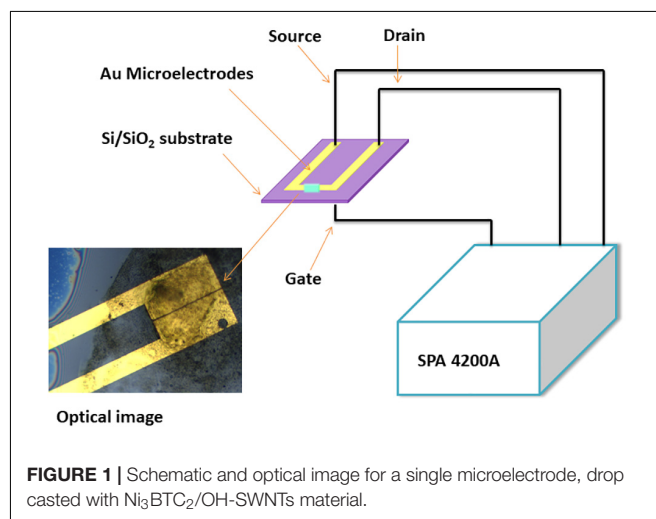 Source
Drain
Au Microelectrodes
Si/SiO₂ substrate
Gate
SPA 4200A
Optical image
FIGURE 1 | Schematic and optical image for a single microelectrode, drop
casted with Ni₃BTC₂/OH-SWNTs material.